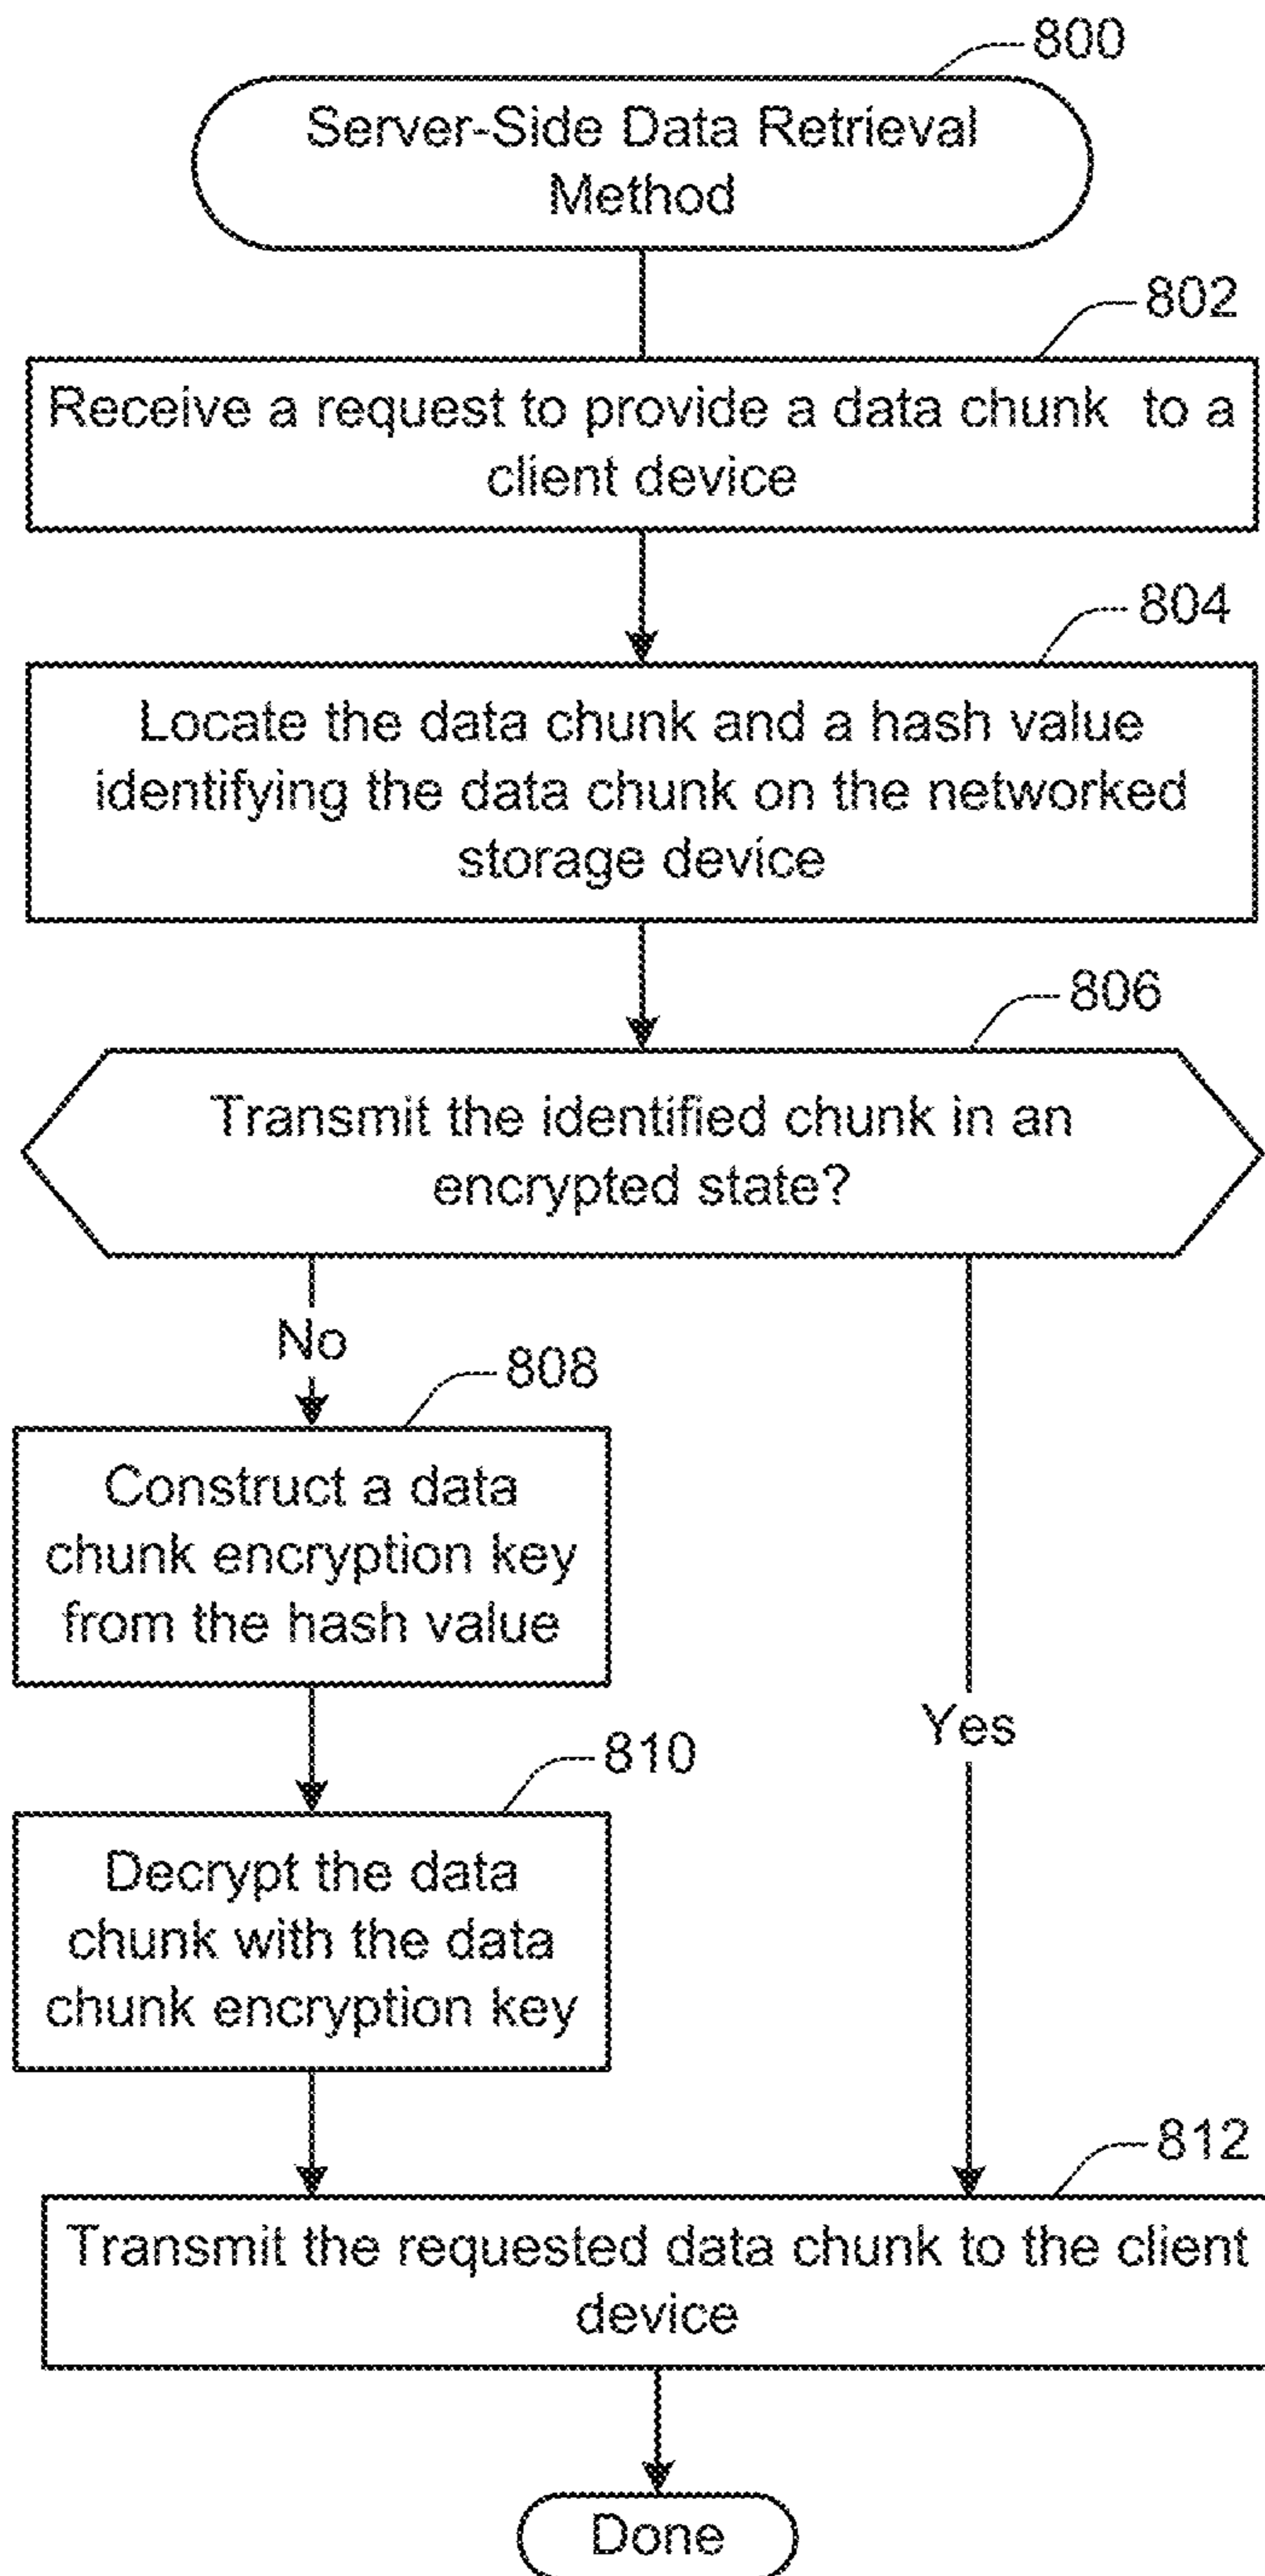 800
Server-Side Data Retrieval
Method
802
Receive a request to provide a data chunk to a
client device
804
Locate the data chunk and a hash value
identifying the data chunk on the networked
storage device
806
Transmit the identified chunk in an
encrypted state?
No
808
Construct a data
chunk encryption key
from the hash value
Yes
810
Decrypt the data
chunk with the data
chunk encryption key
812
Transmit the requested data chunk to the client
device
Done